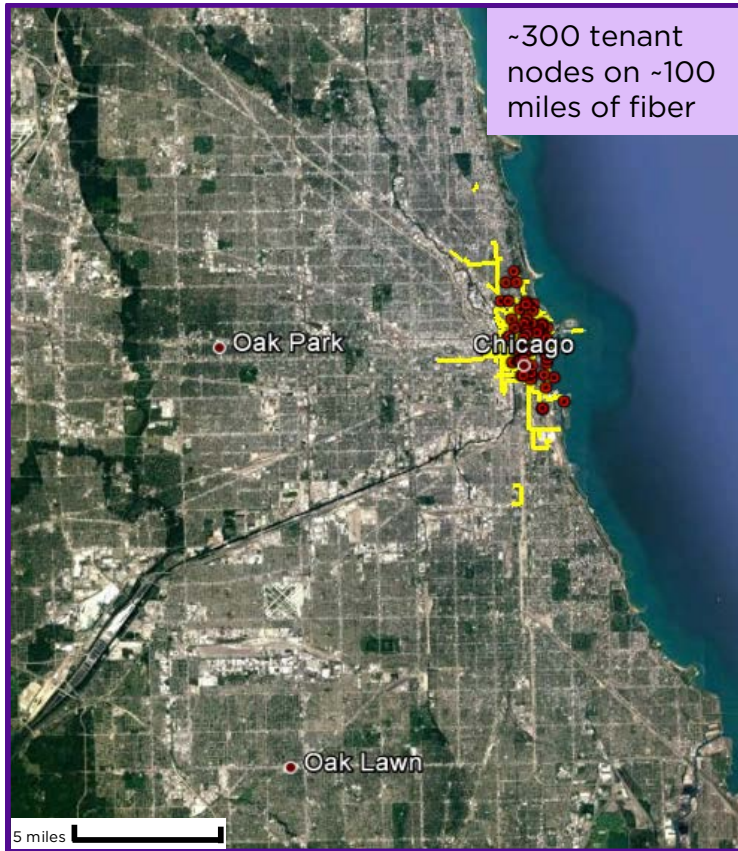 ~300 tenant
nodes on ~100
miles of fiber
Oak Park
Chicago
Oak Lawn
5 miles